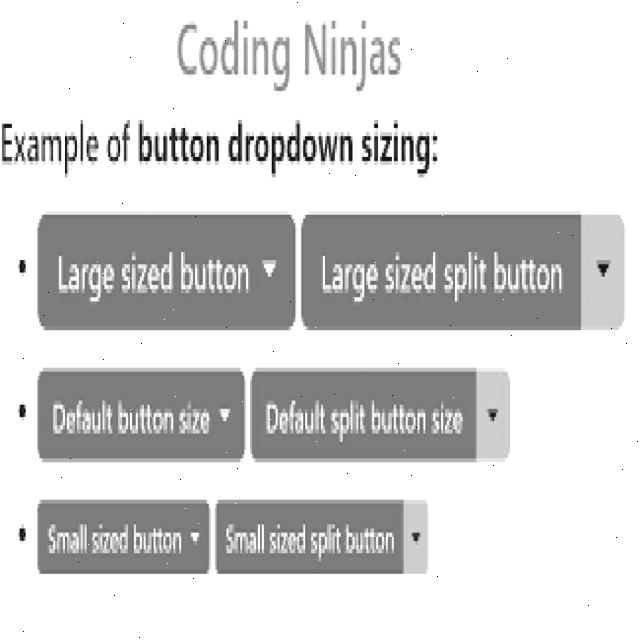 Coding Ninjas
Example of button dropdown sizing:
Large sized button Large sized split button
Default button size Default split button size
Small sized button Small sized split button